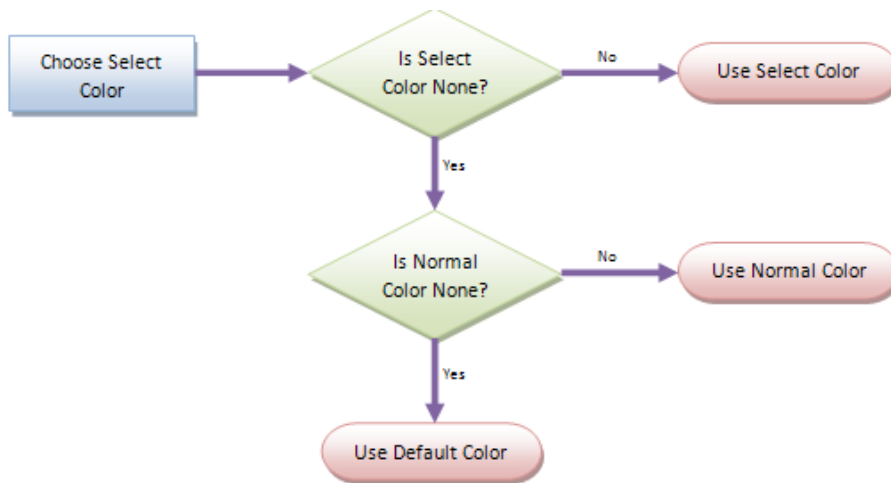 Choose Select
Color
Is Select
Color None?
No
Use Select Color
Yes
Is Normal
Color None?
No
Use Normal Color
Yes
Use Default Color